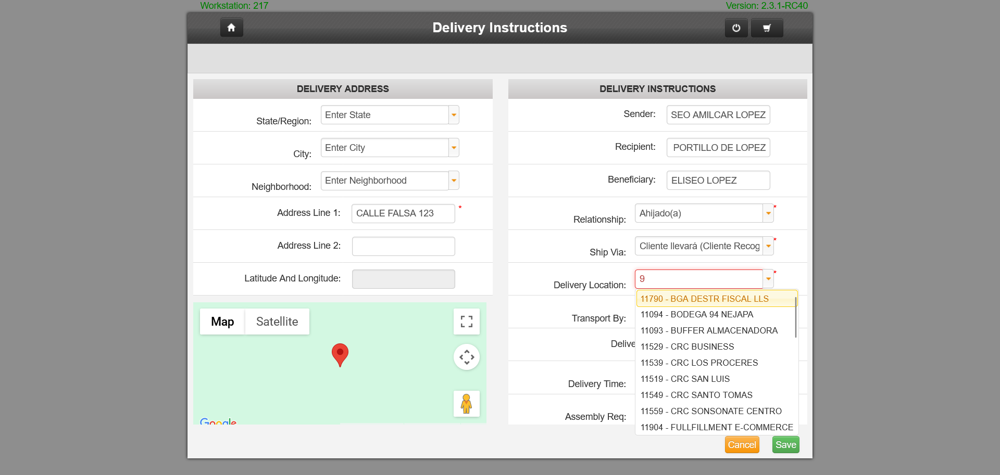 Workstation: 217
Version: 2.3.1-RC40
Delivery Instructions
DELIVERY ADDRESS
State/Region:
Enter State
City:
Enter City
Neighborhood:
Enter Neighborhood
Address Line 1:
CALLE FALSA 123
*
Address Line 2:
Latitude And Longitude:
Map
Satellite
Google
DELIVERY INSTRUCTIONS
Sender:
SEO AMILCAR LOPEZ
Recipient:
PORTILLO DE LOPEZ
Beneficiary:
ELISEO LOPEZ
Relationship:
Ahijado(a)
*
Ship Via:
Cliente llevará (Cliente Recog
*
Delivery Location:
9
*
11790 - BGA DESTR FISCAL LLS
11094 - BODEGA 94 NEJAPA
11093 - BUFFER ALMACENADORA
11529 - CRC BUSINESS
11539 - CRC LOS PROCERES
11519 - CRC SAN LUIS
11549 - CRC SANTO TOMAS
11559 - CRC SONSONATE CENTRO
11904 - FULLFILLMENT E-COMMERCE
Transport By:
Delive
Delivery Time:
Assembly Req:
Cancel
Save